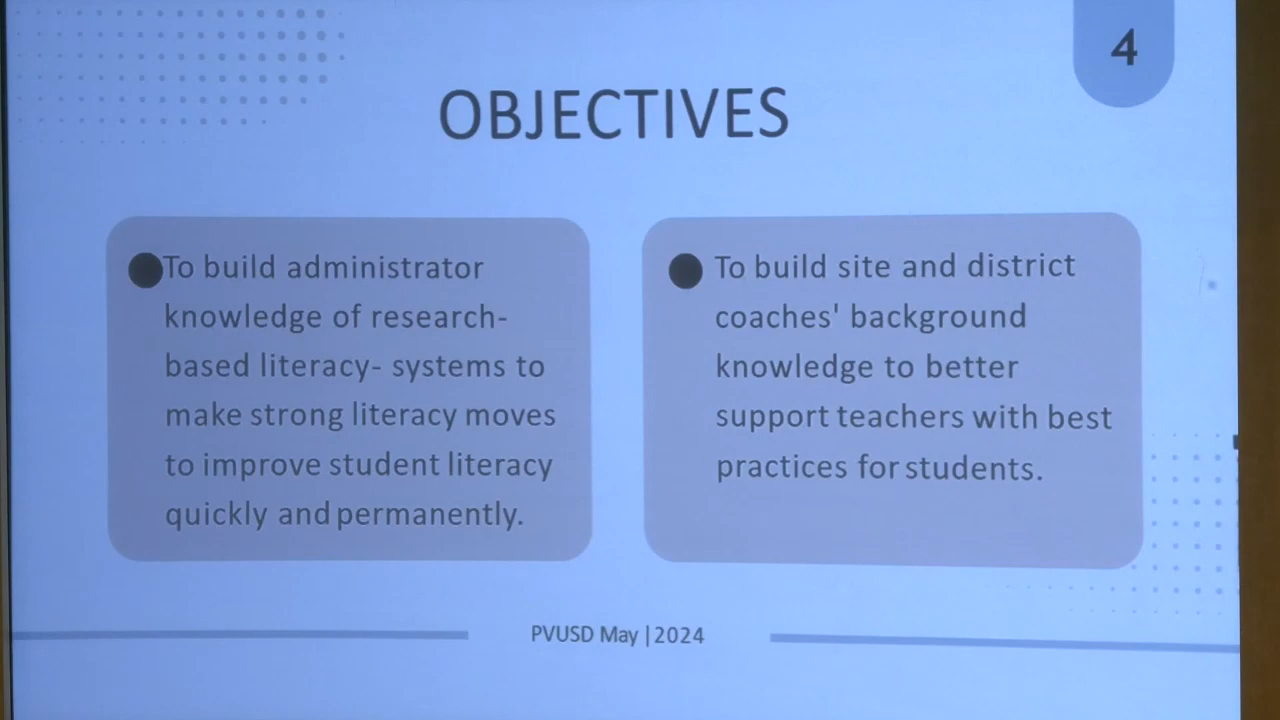 4
OBJECTIVES
To build administrator
knowledge of research-
based literacy- systems to
make strong literacy moves
to improve student literacy
quickly and permanently.
To build site and district
coaches' background
knowledge to better
support teachers with best
practices for students.
PVUSD May |2024